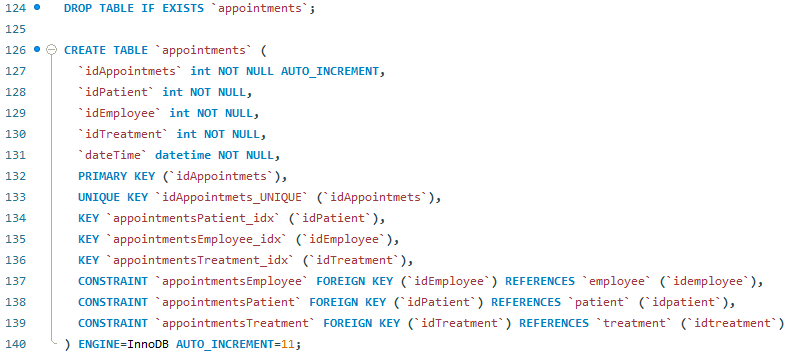 124 DROP TABLE IF EXISTS `appointments`;
125
126 CREATE TABLE `appointments` (
127 `idAppointmets` int NOT NULL AUTO_INCREMENT,
128 `idPatient` int NOT NULL,
129 `idEmployee` int NOT NULL,
130 `idTreatment` int NOT NULL,
131 `dateTime` datetime NOT NULL,
132 PRIMARY KEY (`idAppointmets`),
133 UNIQUE KEY `idAppointmets_UNIQUE` (`idAppointmets`),
134 KEY `appointmentsPatient_idx` (`idPatient`),
135 KEY `appointmentsEmployee_idx` (`idEmployee`),
136 KEY `appointmentsTreatment_idx` (`idTreatment`),
137 CONSTRAINT `appointmentsEmployee` FOREIGN KEY (`idEmployee`) REFERENCES `employee` (`idemployee`),
138 CONSTRAINT `appointmentsPatient` FOREIGN KEY (`idPatient`) REFERENCES `patient` (`idpatient`),
139 CONSTRAINT `appointmentsTreatment` FOREIGN KEY (`idTreatment`) REFERENCES `treatment` (`idtreatment`)
140 ) ENGINE=InnoDB AUTO_INCREMENT=11;